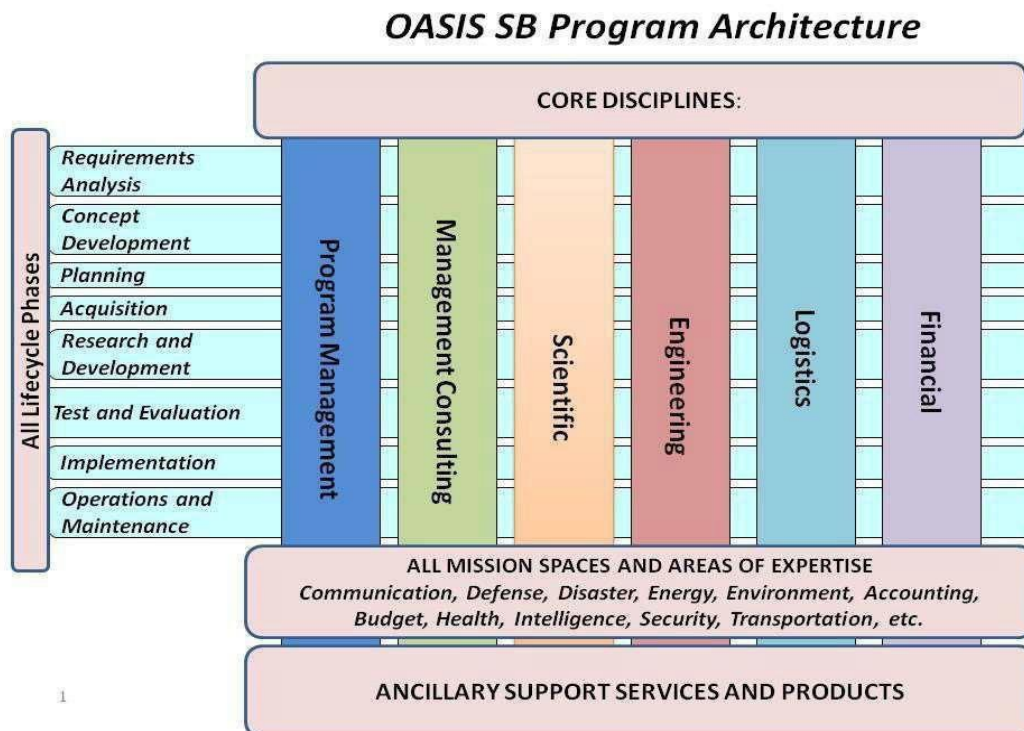 OASIS SB Program Architecture
CORE DISCIPLINES:
All Lifecycle Phases
Requirements
Analysis
Concept
Development
Planning
Acquisition
Research and
Development
Test and Evaluation
Implementation
Operations and
Maintenance
Program Management
Management Consulting
Scientific
Engineering
Logistics
Financial
ALL MISSION SPACES AND AREAS OF EXPERTISE
Communication, Defense, Disaster, Energy, Environment, Accounting,
Budget, Health, Intelligence, Security, Transportation, etc.
ANCILLARY SUPPORT SERVICES AND PRODUCTS
1